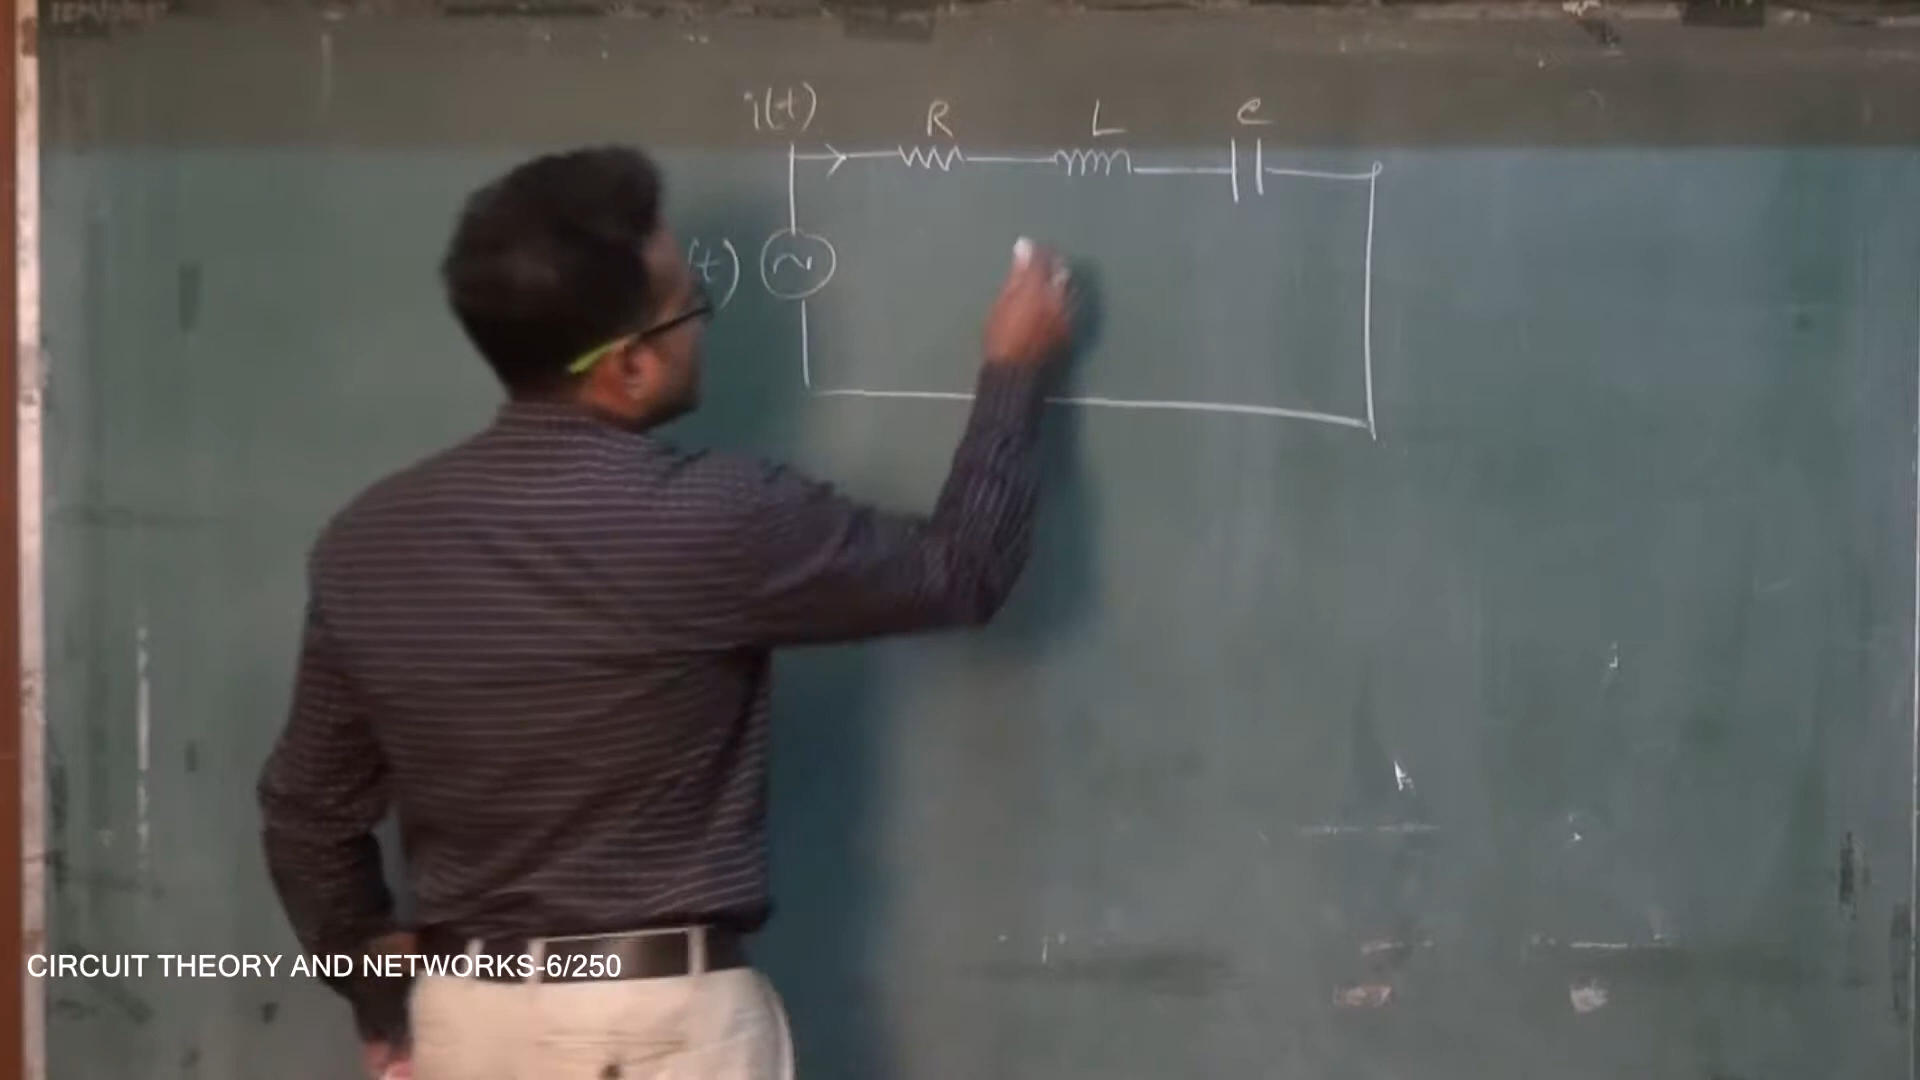 i(t)
R
L
C
(t)
CIRCUIT THEORY AND NETWORKS-6/250